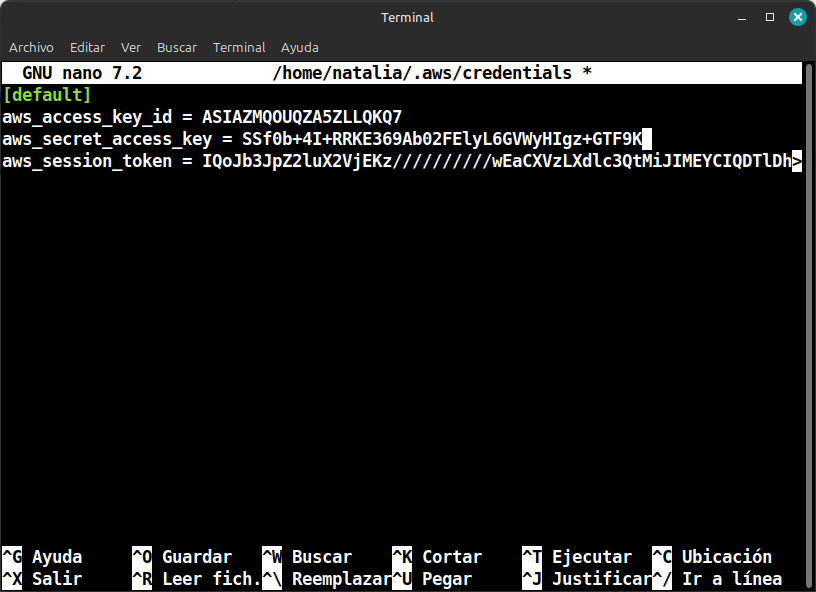 Terminal
Archivo Editar Ver Buscar Terminal Ayuda
GNU nano 7.2 /home/natalia/.aws/credentials *
[default]
aws_access_key_id = ASIAZMQOUQZA5ZLLQKQ7
aws_secret_access_key = SSf0b+4I+RRKE369Ab02FElyL6GVWyHIgz+GTF9K
aws_session_token = IQoJb3JpZ2luX2VjEKz//////////wEaCXVzLXdlc3QtMiJIMEYCIQDTlDh>
^G Ayuda ^O Guardar ^W Buscar ^K Cortar ^T Ejecutar ^C Ubicación
^X Salir ^R Leer fich. ^\ Reemplazar ^U Pegar ^J Justificar ^/ Ir a línea